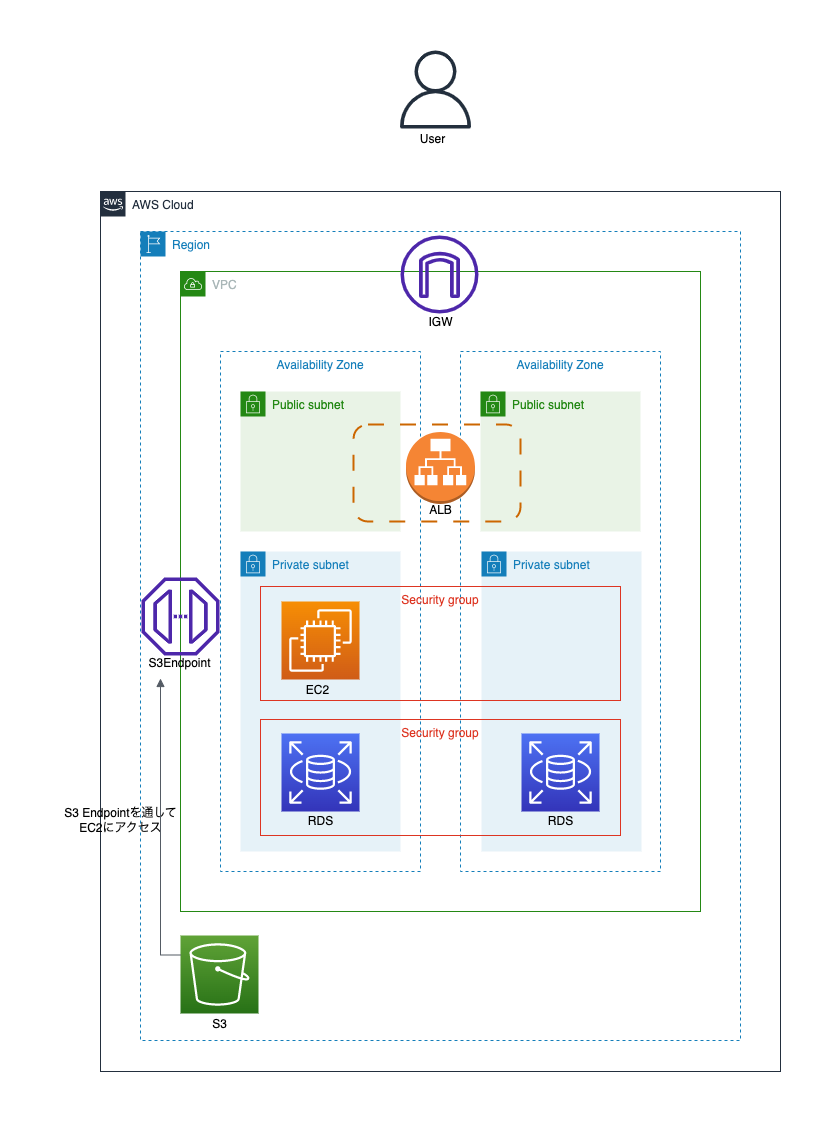 User
aws
AWS Cloud
Region
VPC
IGW
Availability Zone
Availability Zone
Public subnet
Public subnet
ALB
Private subnet
Private subnet
Security group
EC2
S3Endpoint
Security group
RDS
RDS
S3 Endpointを通して
EC2にアクセス
S3